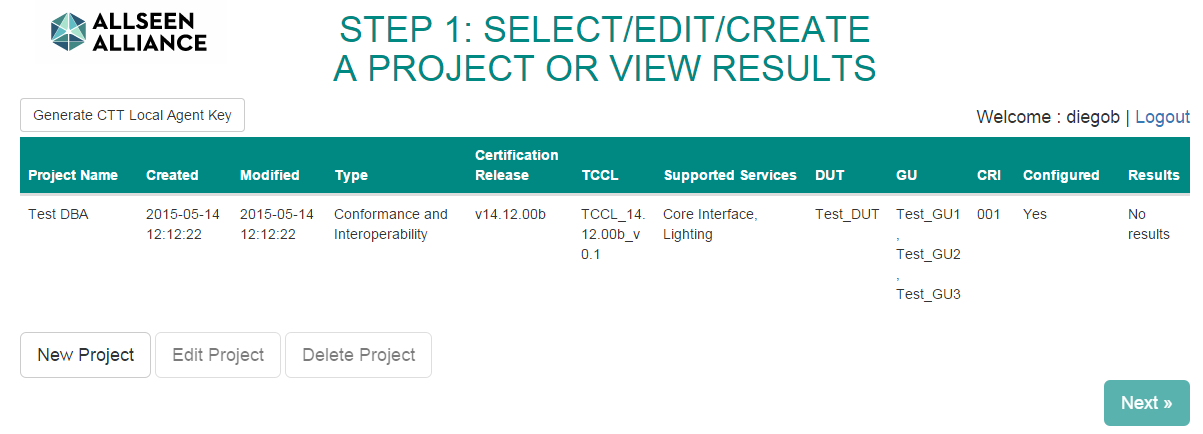 ALLSEEN
ALLIANCE
STEP 1: SELECT/EDIT/CREATE
A PROJECT OR VIEW RESULTS
Generate CTT Local Agent Key
Welcome : diegob | Logout
Project Name Created Modified Type Certification Release TCCL Supported Services DUT GU CRI Configured Results
Test DBA 2015-05-14 2015-05-14 Conformance and v14.12.00b TCCL_14. Core Interface, Test_DUT Test_GU1 001 Yes No
12:12:22 12:12:22 Interoperability 12.00b_v Lighting , results
0.1 Test_GU2
,
Test_GU3
New Project Edit Project Delete Project
Next »